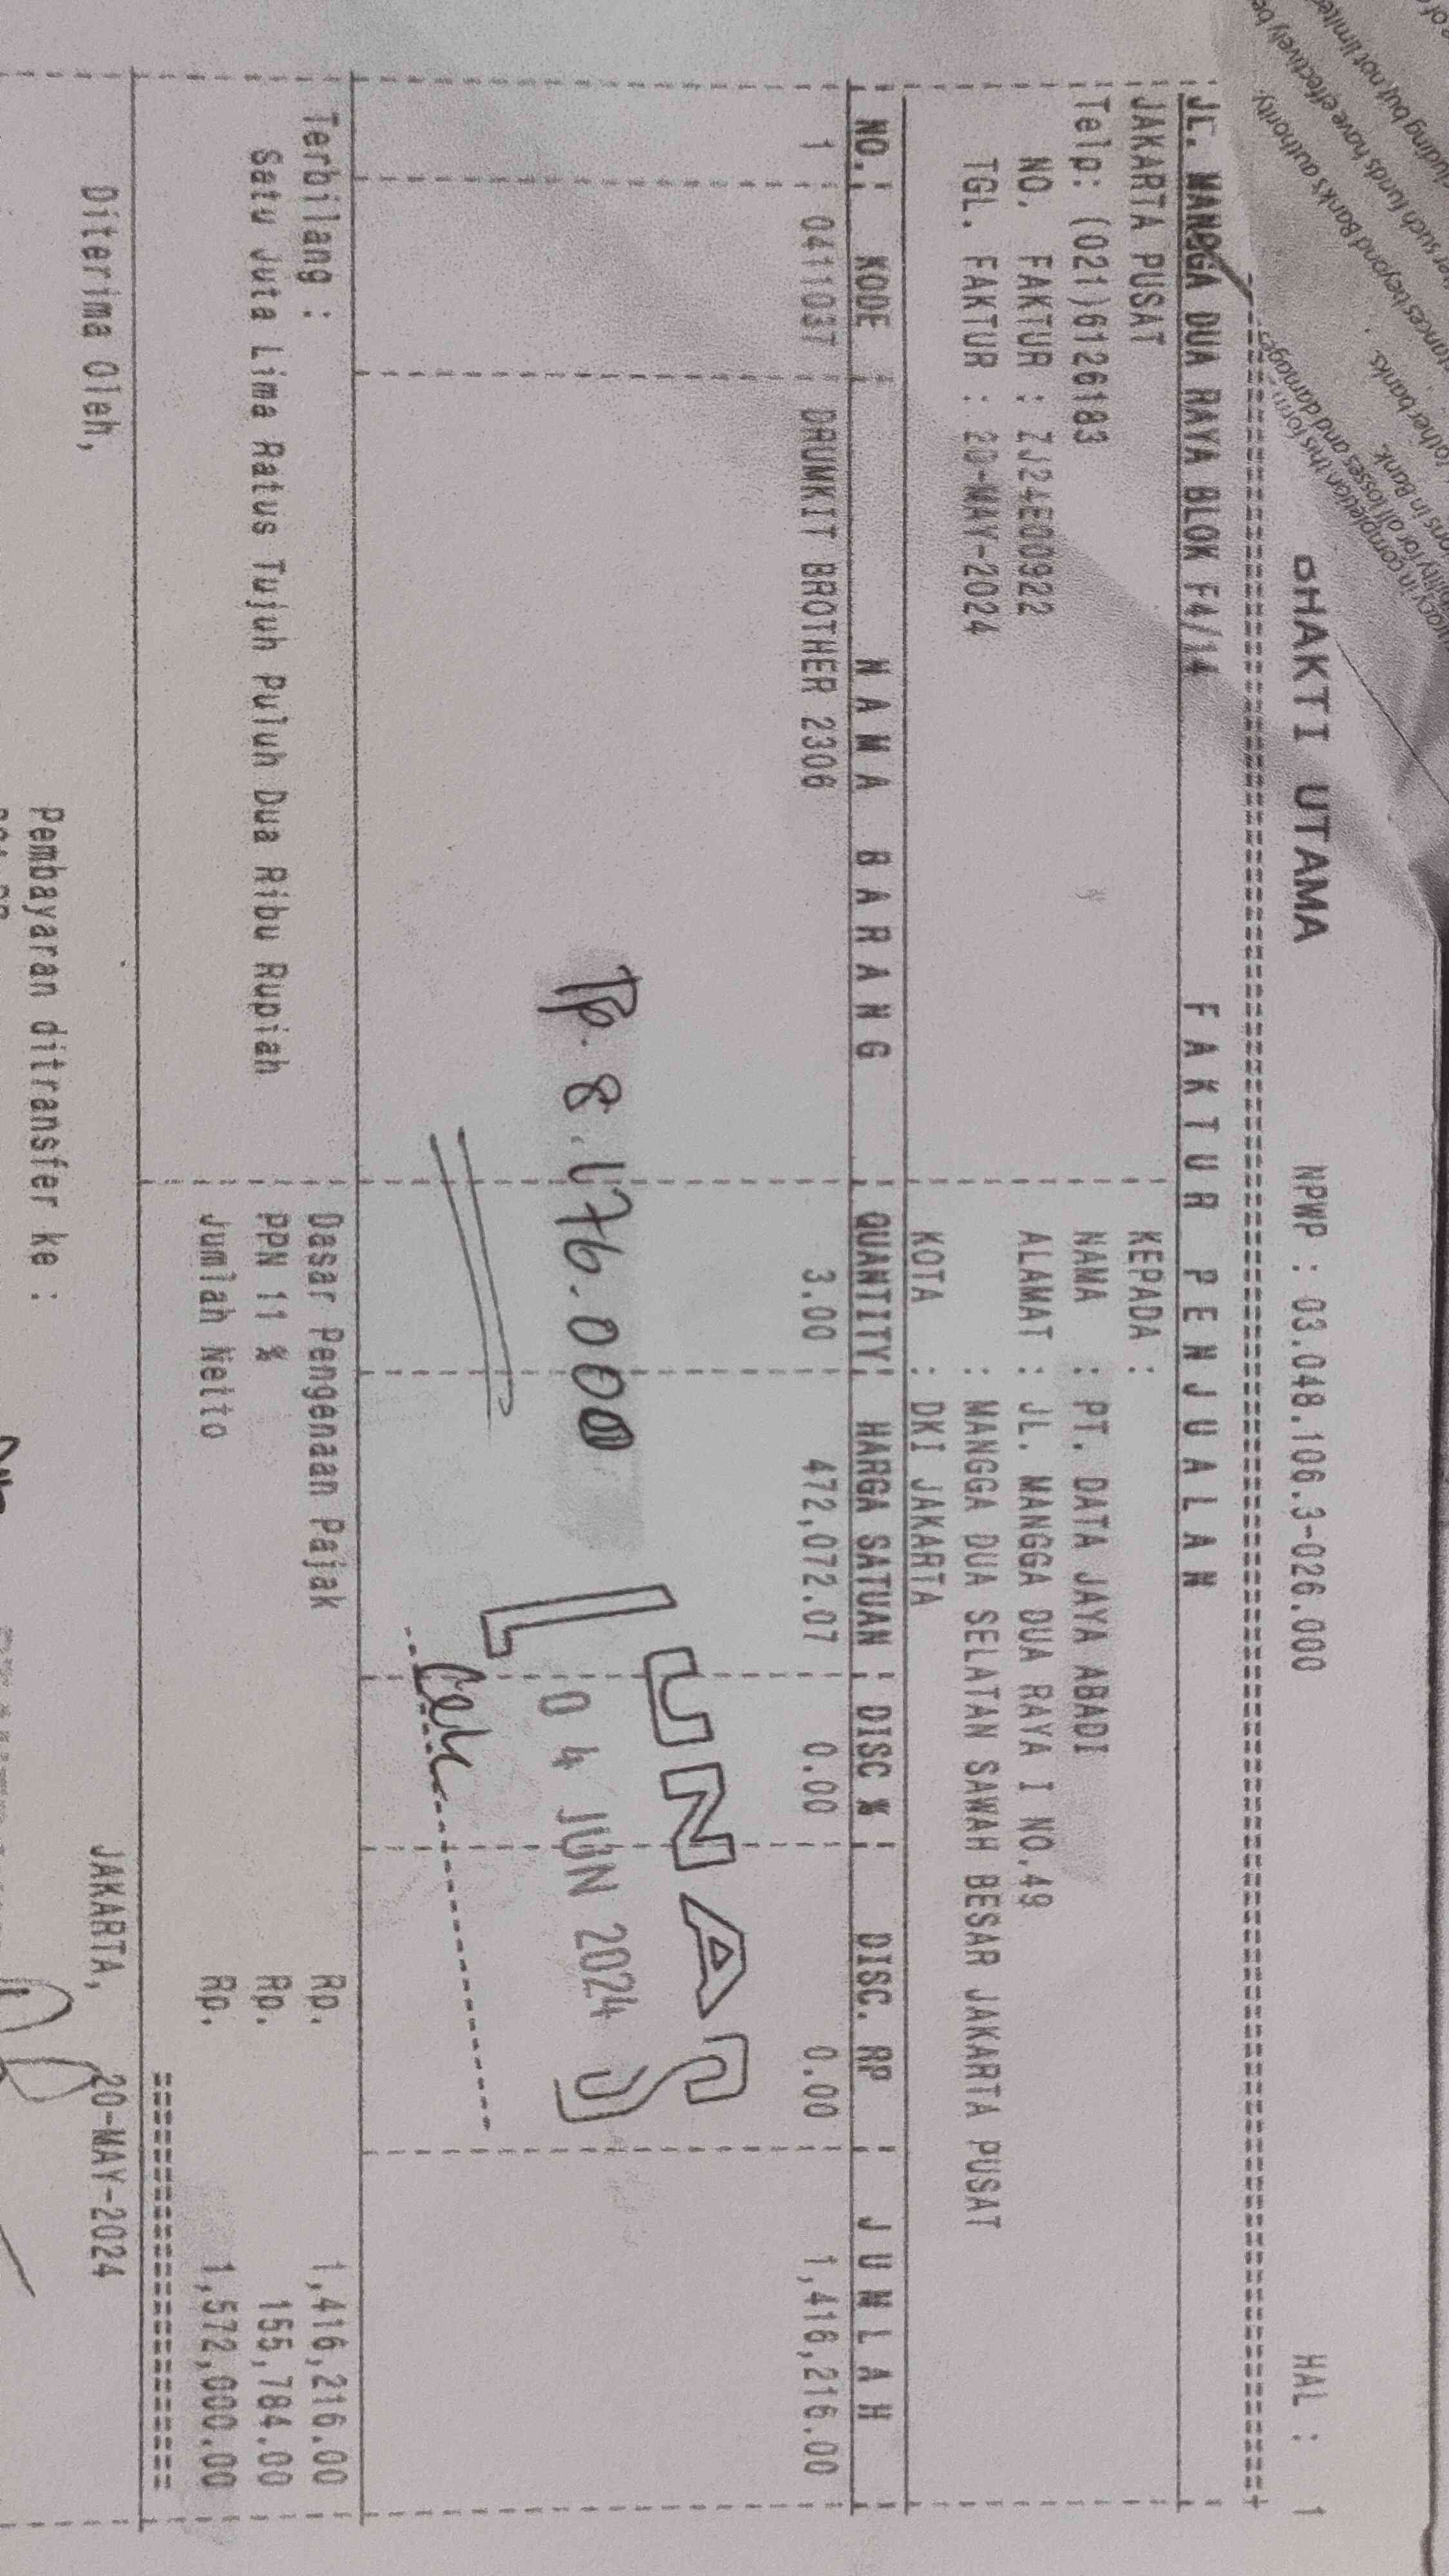 DHAKTI UTAMA NPWP : 03.048.106.3-026.000 HAL : 1
JL. MANGGA DUA RAYA BLOK F4/14 FAKTUR PENJUALAN
JAKARTA PUSAT KEPADA :
Telp: (021)6126183 NAMA : PT. DATA JAYA ABADI
NO. FAKTUR : ZJ24E00922 ALAMAT : JL. MANGGA DUA RAYA I NO.49
TGL. FAKTUR : 20-MAY-2024 : MANGGA DUA SELATAN SAWAH BESAR JAKARTA PUSAT
KOTA : DKI JAKARTA
NO. KODE NAMA BARANG QUANTITY HARGA SATUAN DISC % DISC. RP JUMLAH
1 0411037 DRUMKIT BROTHER 2306 3.00 472,072.07 0.00 0.00 1,416,216.00
LUNAS
Rp. 8.176.000
04 JUN 2024
Terbilang : Dasar Pengenaan Pajak Rp. 1,416,216.00
Satu Juta Lima Ratus Tujuh Puluh Dua Ribu Rupiah PPN 11 % Rp. 155,784.00
Jumlah Netto Rp. 1,572,000.00
Diterima Oleh, JAKARTA, 20-MAY-2024
Pembayaran ditransfer ke :